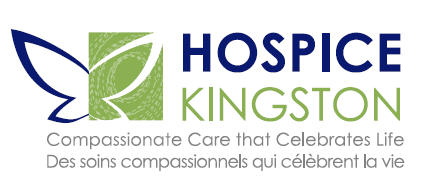 HOSPICE
KINGSTON
Compassionate Care that Celebrates Life
Des soins compassionnels qui célèbrent la vie